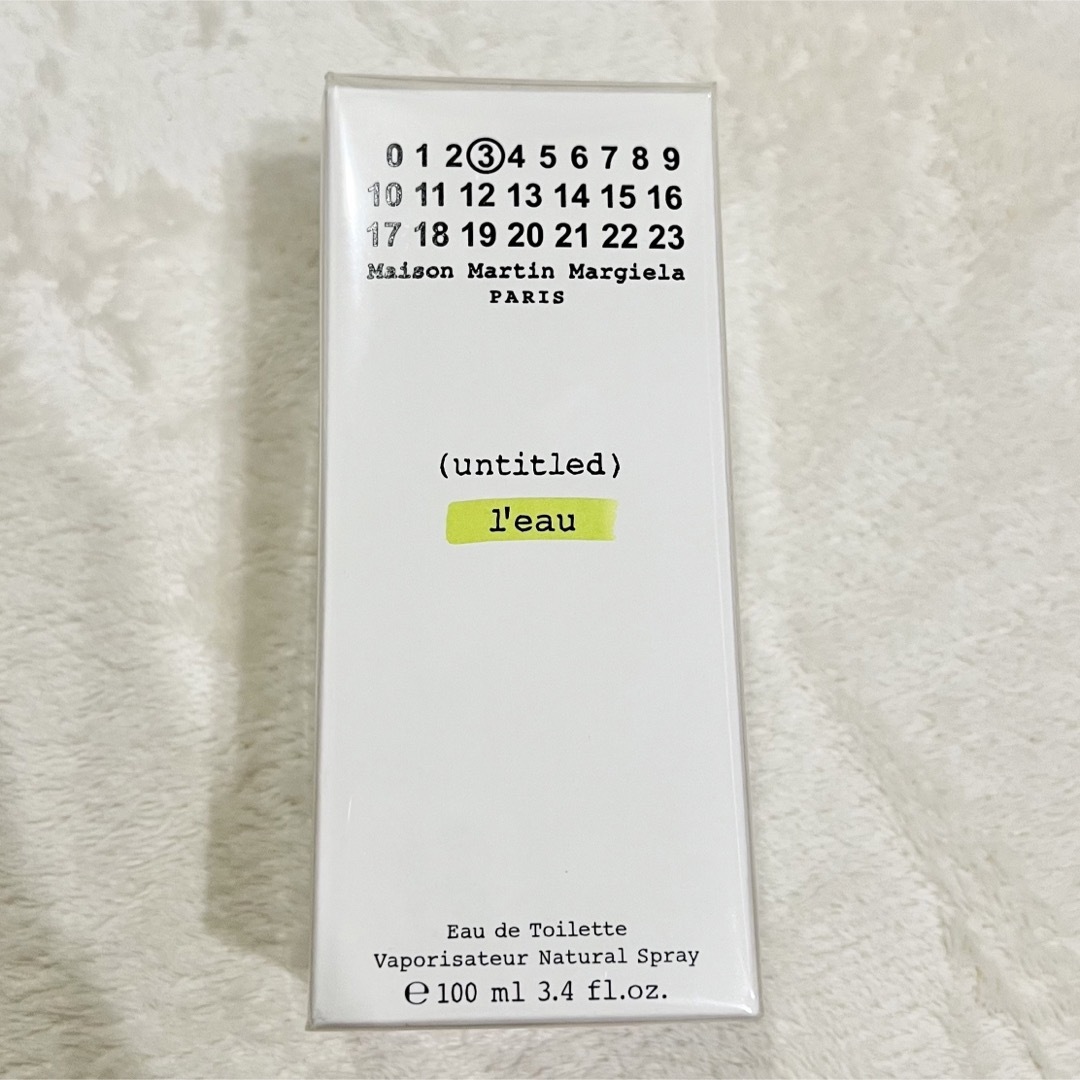 0 1 2 3 4 5 6 7 8 9
10 11 12 13 14 15 16
17 18 19 20 21 22 23
Maison Martin Margiela
PARIS
(untitled)
l'eau
Eau de Toilette
Vaporisateur Natural Spray
℮ 100 ml 3.4 fl.oz.